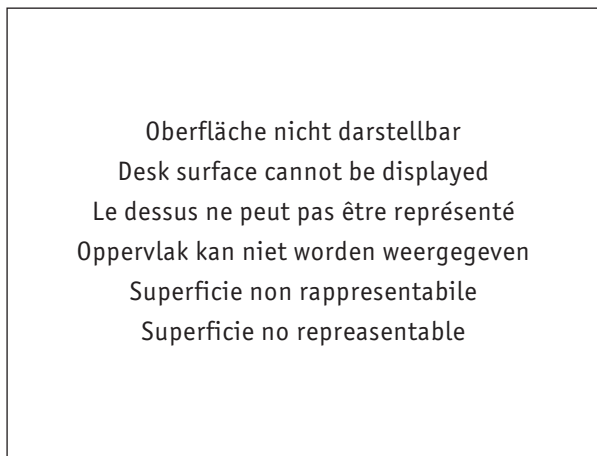 Oberfläche nicht darstellbar
Desk surface cannot be displayed
Le dessus ne peut pas être représenté
Oppervlak kan niet worden weergegeven
Superficie non rappresentabile
Superficie no repreasentable